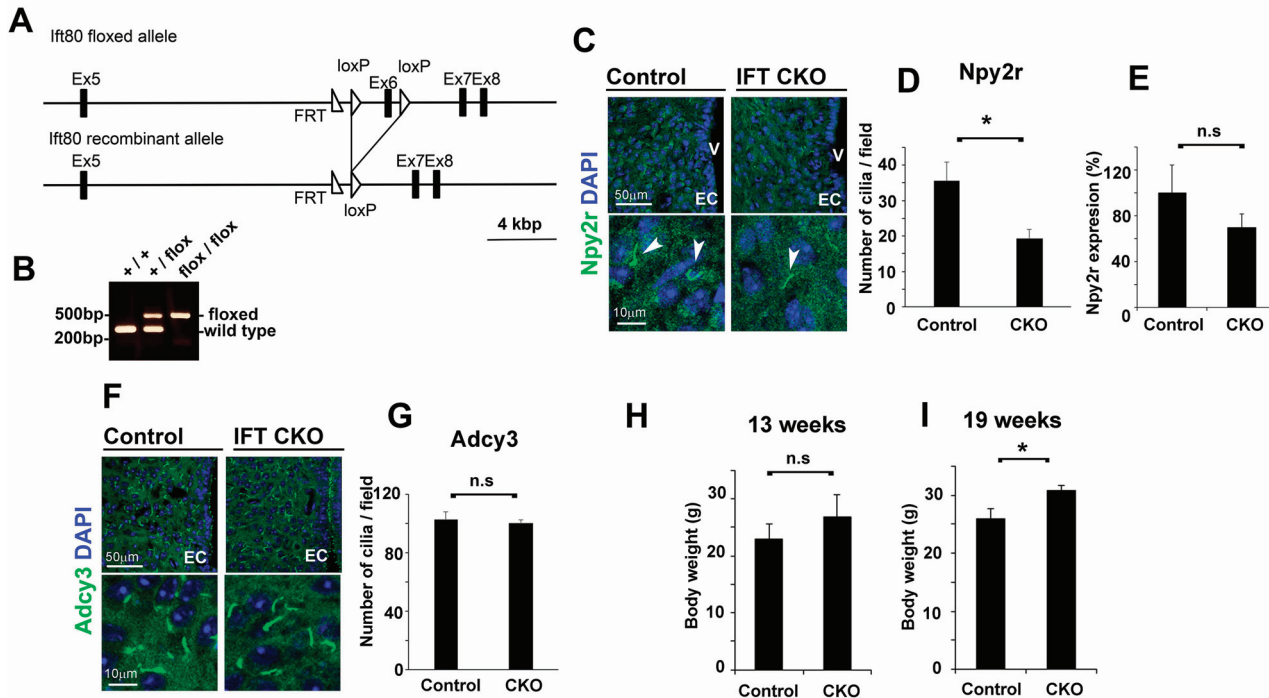 A
Ift80 floxed allele
Ex5
loxP
Ex6
loxP
Ex7Ex8
FRT
Ift80 recombinant allele
Ex5
Ex7Ex8
FRT
loxP
4 kbp
B
+ / +
+ / flox
flox / flox
500bp
floxed
wild type
200bp
C
Control
IFT CKO
Npy2r DAPI
V
V
50μm
EC
EC
10μm
D
Npy2r
*
Number of cilia / field
40
30
20
10
0
Control
CKO
E
n.s
Npy2r expresion (%)
120
80
40
0
Control
CKO
F
Control
IFT CKO
Adcy3 DAPI
50μm
EC
EC
10μm
G
Adcy3
n.s
Number of cilia / field
120
80
40
0
Control
CKO
H
13 weeks
n.s
Body weight (g)
30
20
10
0
Control
CKO
I
19 weeks
*
Body weight (g)
30
20
10
0
Control
CKO